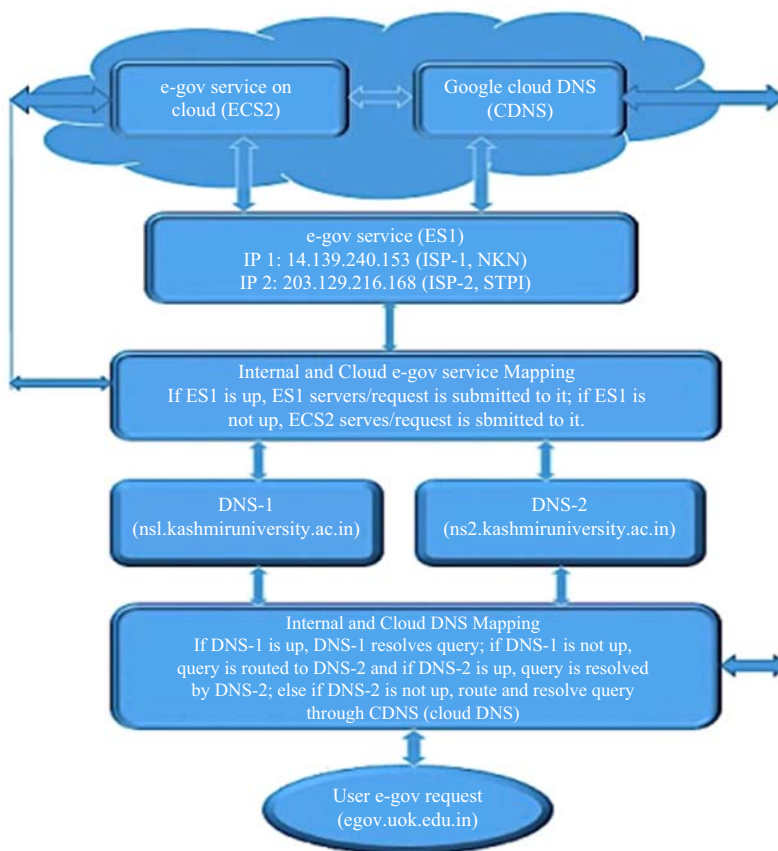 e-gov service on
cloud (ECS2)
Google cloud DNS
(CDNS)
e-gov service (ES1)
IP 1: 14.139.240.153 (ISP-1, NKN)
IP 2: 203.129.216.168 (ISP-2, STPI)
Internal and Cloud e-gov service Mapping
If ES1 is up, ES1 servers/request is submitted to it; if ES1 is
not up, ECS2 serves/request is sbmitted to it.
DNS-1
(nsl.kashmiruniversity.ac.in)
DNS-2
(ns2.kashmiruniversity.ac.in)
Internal and Cloud DNS Mapping
If DNS-1 is up, DNS-1 resolves query; if DNS-1 is not up,
query is routed to DNS-2 and if DNS-2 is up, query is resolved
by DNS-2; else if DNS-2 is not up, route and resolve query
through CDNS (cloud DNS)
User e-gov request
(egov.uok.edu.in)